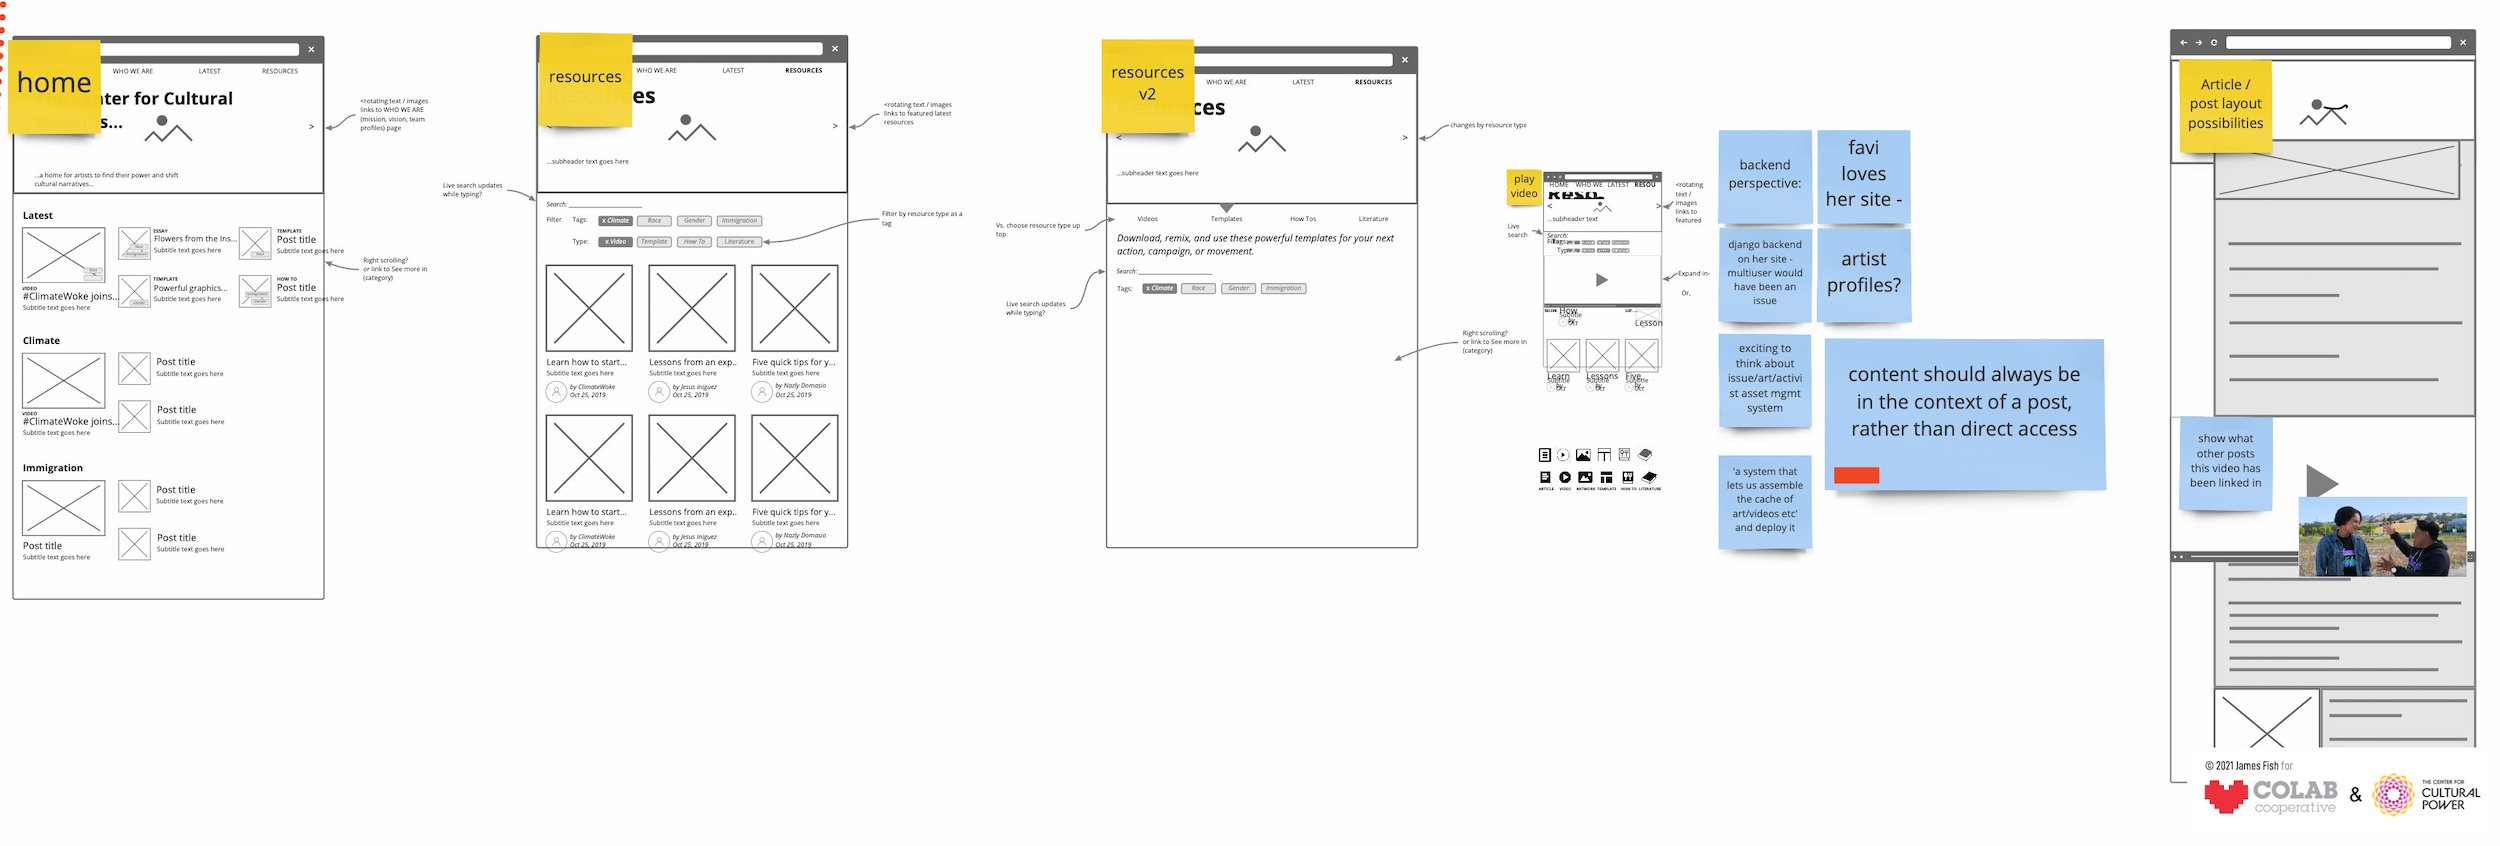 home
WHO WE ARE
LATEST
RESOURCES
nter for Cultural
s...
>
...a home for artists to find their power and shift
cultural narratives...
<rotating text / images
links to WHO WE ARE
(mission, vision, team
profiles) page
Latest
VIDEO
#ClimateWoke joins...
Subtitle text goes here
ESSAY
Flowers from the Ins...
Subtitle text goes here
TEMPLATE
Post title
Subtitle text goes here
TEMPLATE
Powerful graphics...
Subtitle text goes here
HOW TO
Post title
Subtitle text goes here
Right scrolling?
or link to See more in
(category)
Climate
VIDEO
#ClimateWoke joins...
Subtitle text goes here
Post title
Subtitle text goes here
Post title
Subtitle text goes here
Immigration
Post title
Subtitle text goes here
Post title
Subtitle text goes here
Post title
Subtitle text goes here
resources
WHO WE ARE
LATEST
RESOURCES
es
>
...subheader text goes here
<rotating text / images
links to featured latest
resources
Live search updates
while typing?
Search:
Filter Tags: x Climate Race Gender Immigration
Type: x Video Template How To Literature
Filter by resource type as a
tag
Learn how to start...
Subtitle text goes here
by ClimateWoke
Oct 25, 2019
Lessons from an exp..
Subtitle text goes here
by Jesus Iniguez
Oct 25, 2019
Five quick tips for y...
Subtitle text goes here
by Nazly Domasio
Oct 25, 2019
Learn how to start...
Subtitle text goes here
by ClimateWoke
Oct 25, 2019
Lessons from an exp..
Subtitle text goes here
by Jesus Iniguez
Oct 25, 2019
Five quick tips for y...
Subtitle text goes here
by Nazly Domasio
Oct 25, 2019
resources
v2
WHO WE ARE
LATEST
RESOURCES
ces
<
>
...subheader text goes here
changes by resource type
Vs. choose resource type up
top
Videos
Templates
How Tos
Literature
Download, remix, and use these powerful templates for your next
action, campaign, or movement.
Search:
Tags: x Climate Race Gender Immigration
Live search updates
while typing?
Right scrolling?
or link to See more in
(category)
play
video
HOME
WHO WE
LATEST
RESOU
<
>
...subheader text
<rotating
text /
images
links to
featured
Live
search
Search:
Expand in-
Or,
Lesson
Learn
Lessons
Five
ARTICLE
VIDEO
ARTWORK
TEMPLATE
HOW TO
LITERATURE
backend
perspective:
favi
loves
her site -
django backend
on her site -
multiuser would
have been an
issue
artist
profiles?
exciting to
think about
issue/art/activi
st asset mgmt
system
content should always be
in the context of a post,
rather than direct access
'a system that
lets us assemble
the cache of
art/videos etc'
and deploy it
Article /
post layout
possibilities
show what
other posts
this video has
been linked in
© 2021 James Fish for
COLAB
cooperative
&
THE CENTER FOR
CULTURAL
POWER